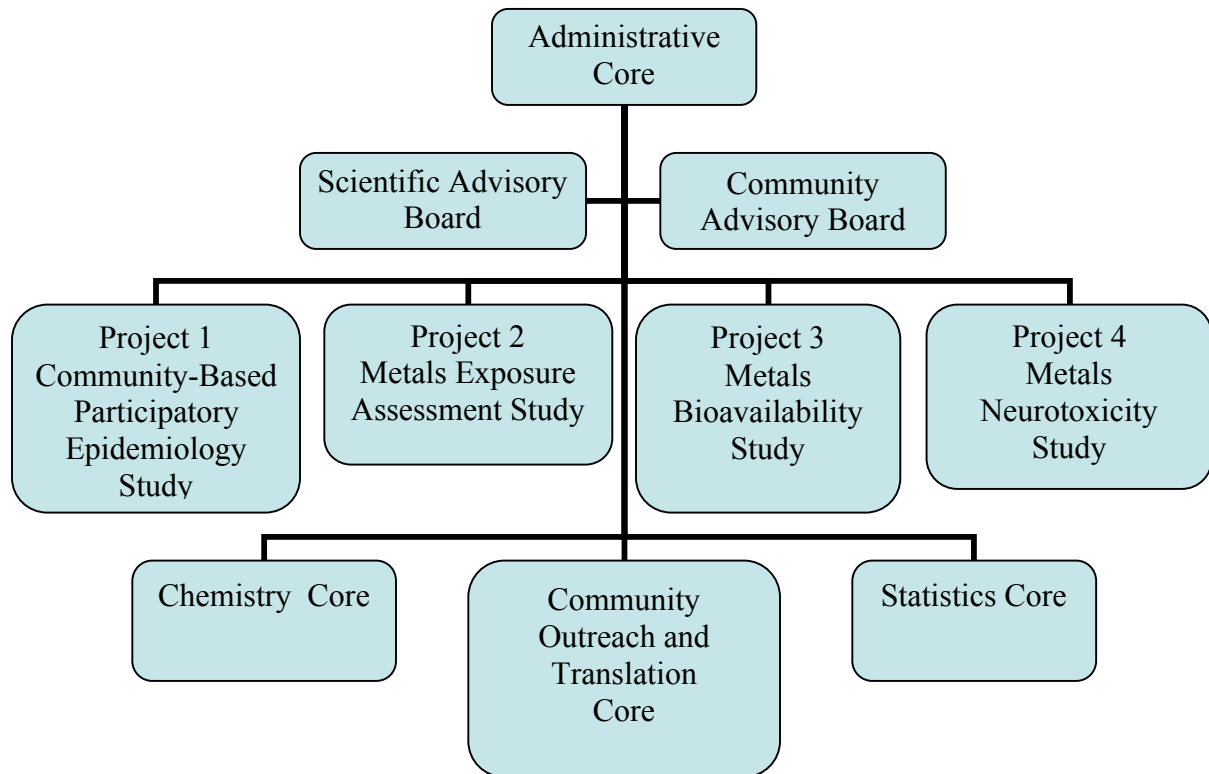 Administrative
Core
Scientific Advisory
Board
Community
Advisory Board
Project 1
Community-Based
Participatory
Epidemiology
Study
Project 2
Metals Exposure
Assessment Study
Project 3
Metals
Bioavailability
Study
Project 4
Metals
Neurotoxicity
Study
Chemistry Core
Community
Outreach and
Translation
Core
Statistics Core